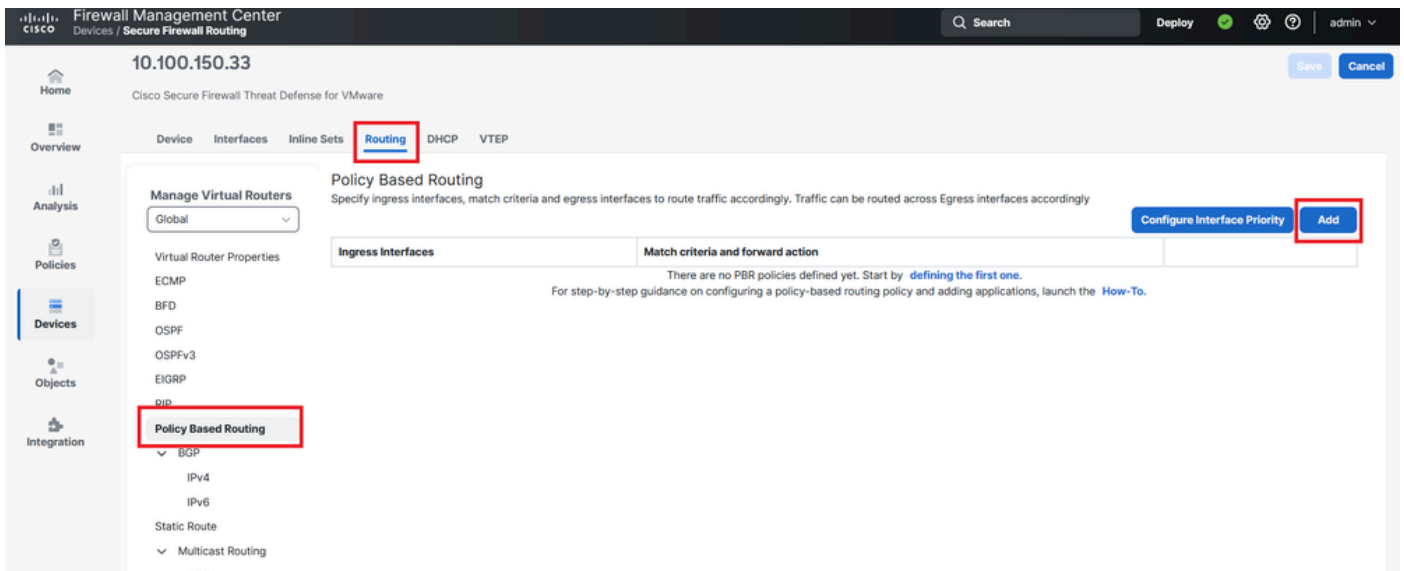 Firewall Management Center
CISCO Devices / Secure Firewall Routing
Search
Deploy
admin
10.100.150.33
Save
Cancel
Cisco Secure Firewall Threat Defense for VMware
Home
Overview
Analysis
Policies
Devices
Objects
Integration
Device Interfaces Inline Sets Routing DHCP VTEP
Manage Virtual Routers
Global
Virtual Router Properties
ECMP
BFD
OSPF
OSPFv3
EIGRP
RIP
Policy Based Routing
BGP
IPv4
IPv6
Static Route
Multicast Routing
Policy Based Routing
Specify ingress interfaces, match criteria and egress interfaces to route traffic accordingly. Traffic can be routed across Egress interfaces accordingly
Configure Interface Priority
Add
Ingress Interfaces Match criteria and forward action
There are no PBR policies defined yet. Start by defining the first one.
For step-by-step guidance on configuring a policy-based routing policy and adding applications, launch the How-To.